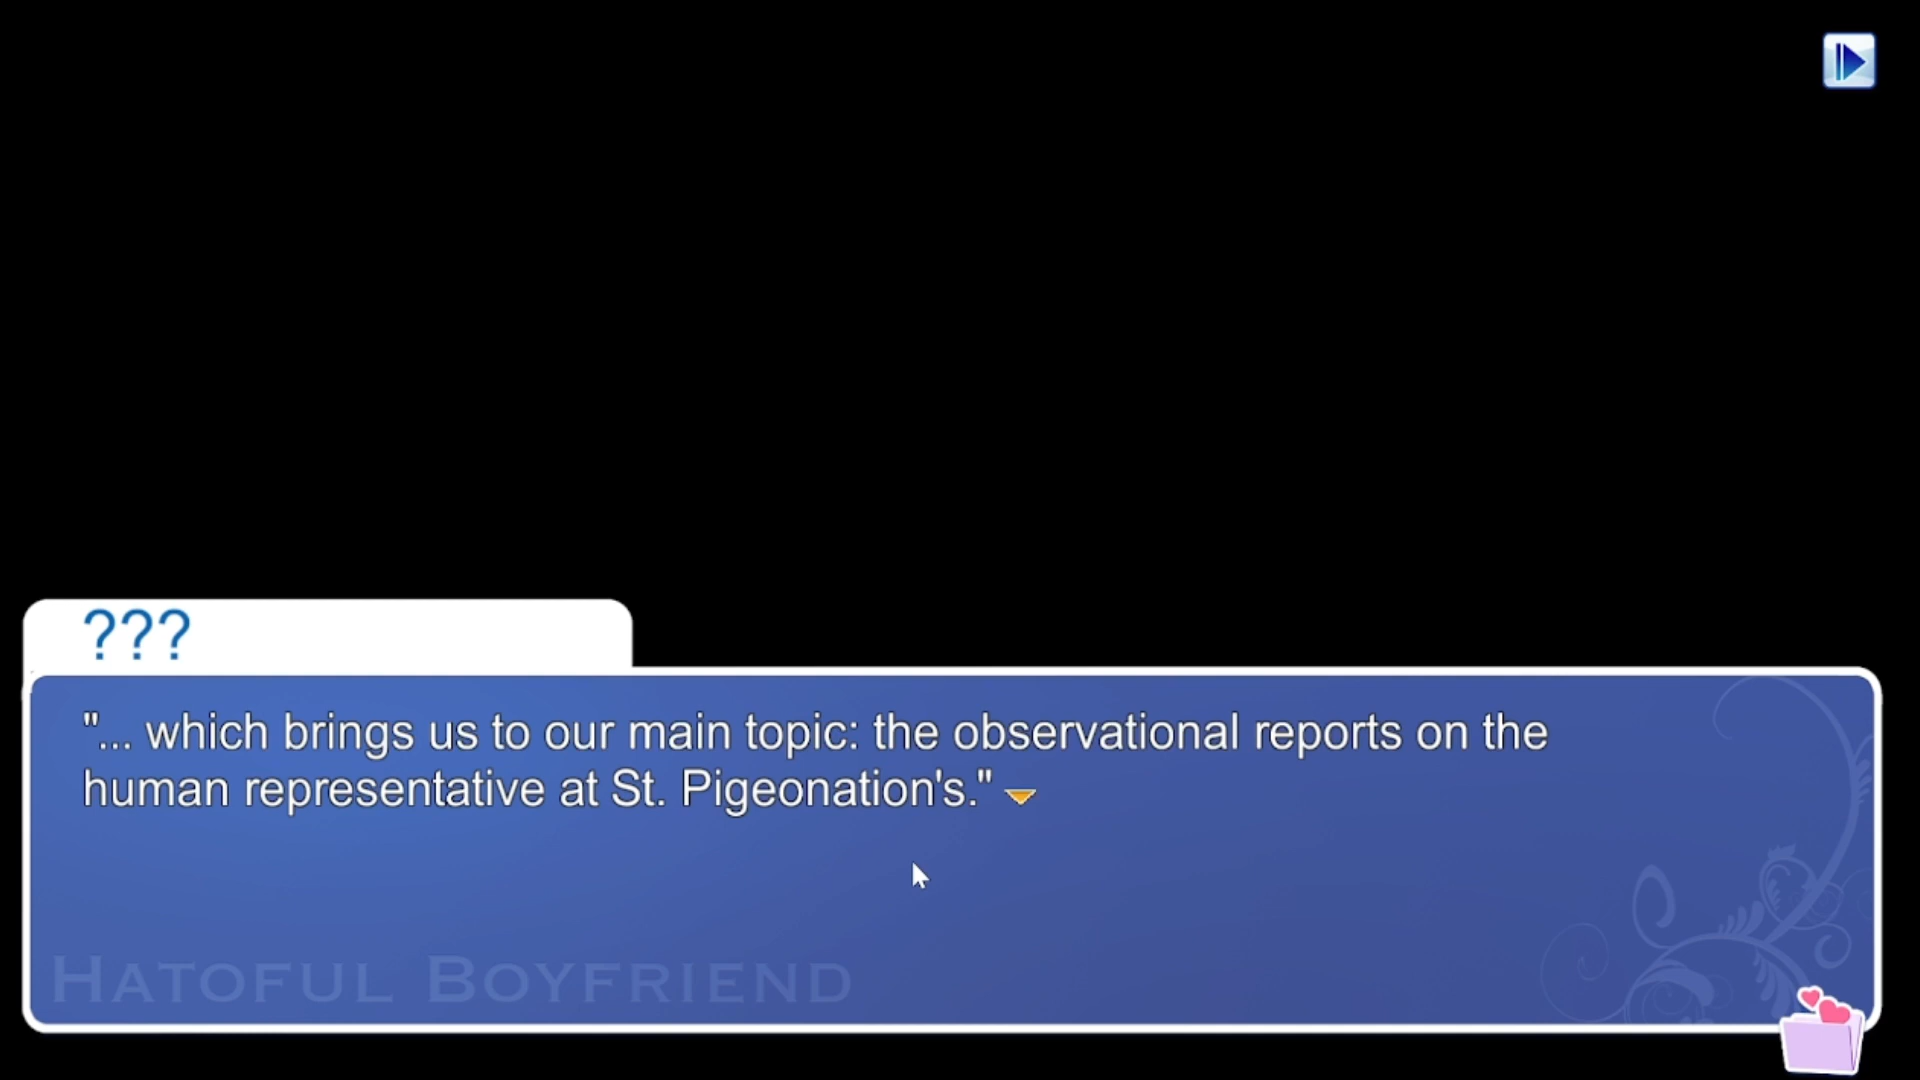 ???
"... which brings us to our main topic: the observational reports on the
human representative at St. Pigeonation's."
HATOFUL BOYFRIEND